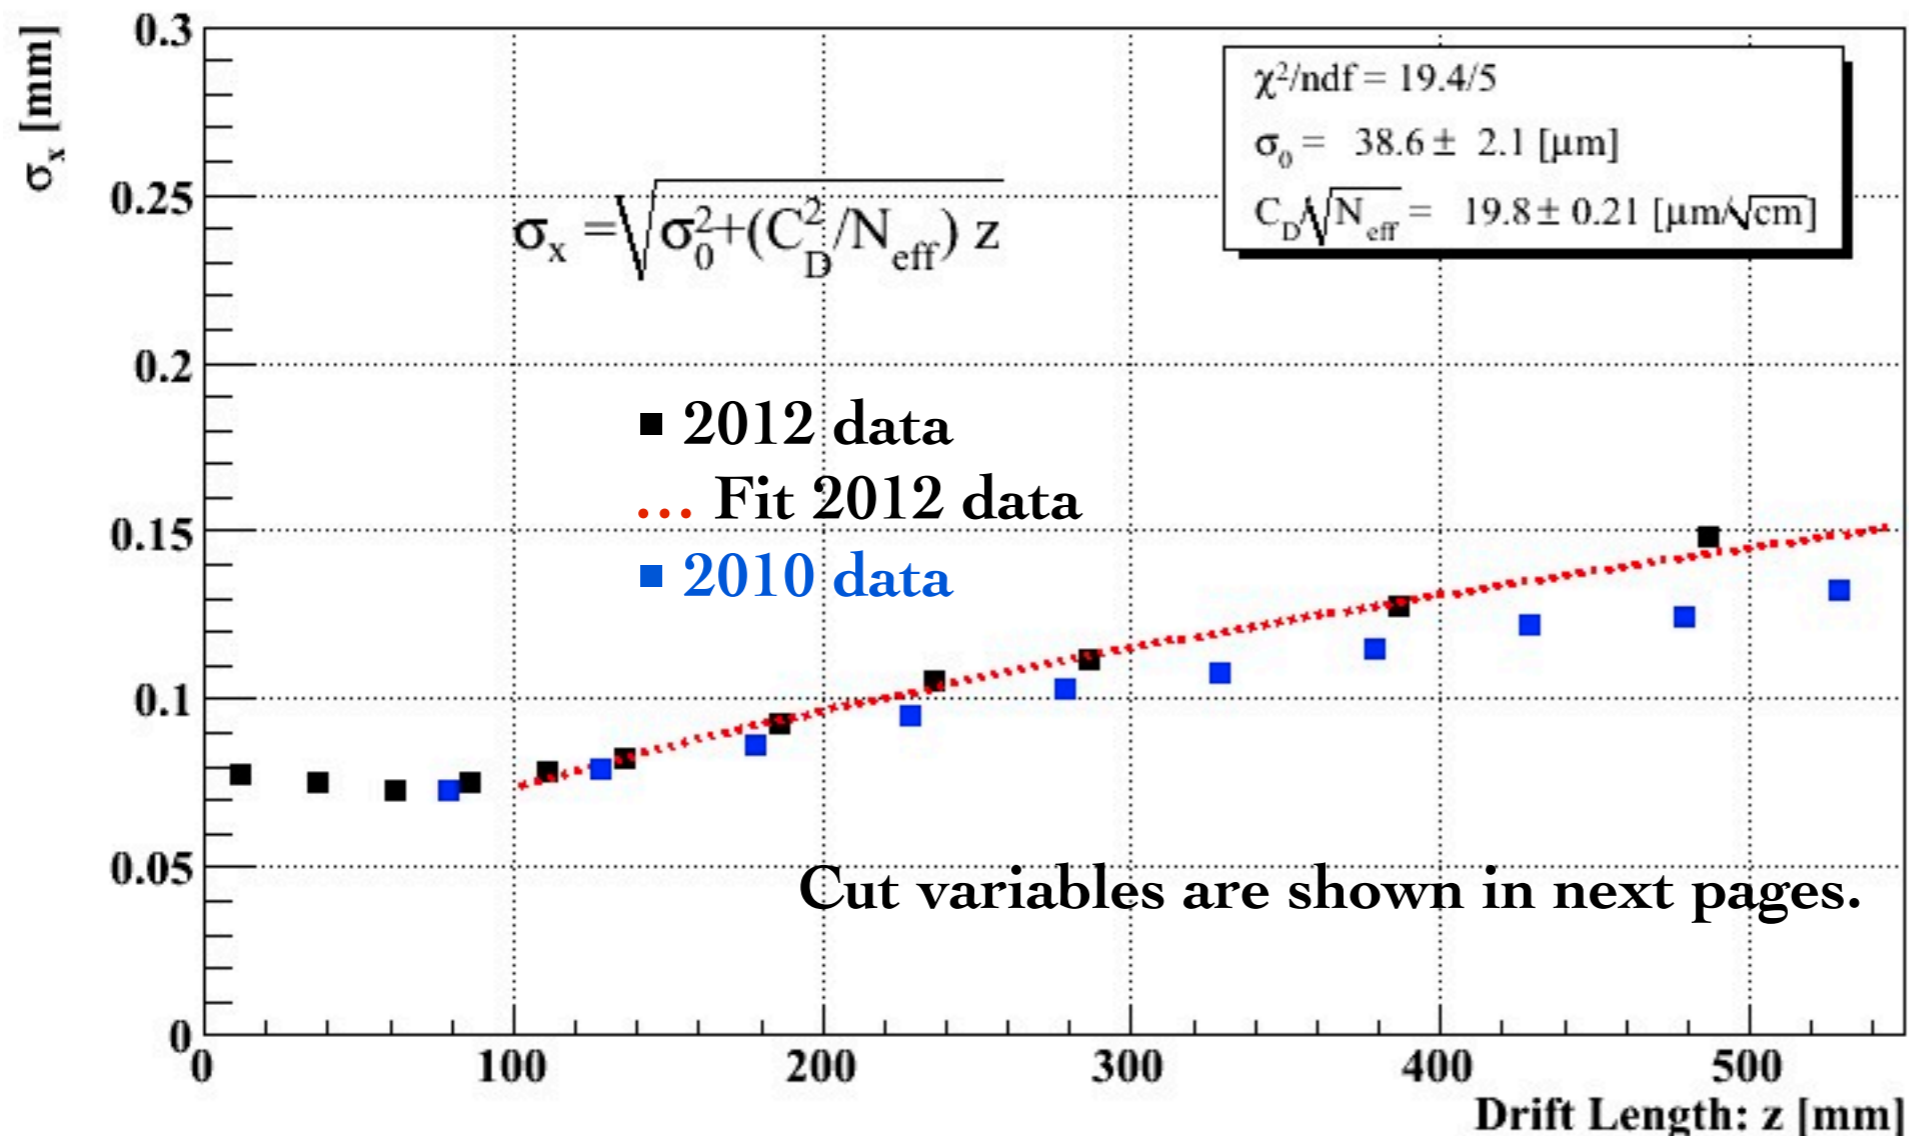 σx [mm]
0.3
0.25
0.2
0.15
0.1
0.05
0
χ²/ndf = 19.4/5
σ0 = 38.6 ± 2.1 [μm]
CD/√Neff = 19.8 ± 0.21 [μm/√cm]
σx =√σ0²+(CD²/Neff) z
2012 data
... Fit 2012 data
2010 data
Cut variables are shown in next pages.
0 100 200 300 400 500
Drift Length: z [mm]